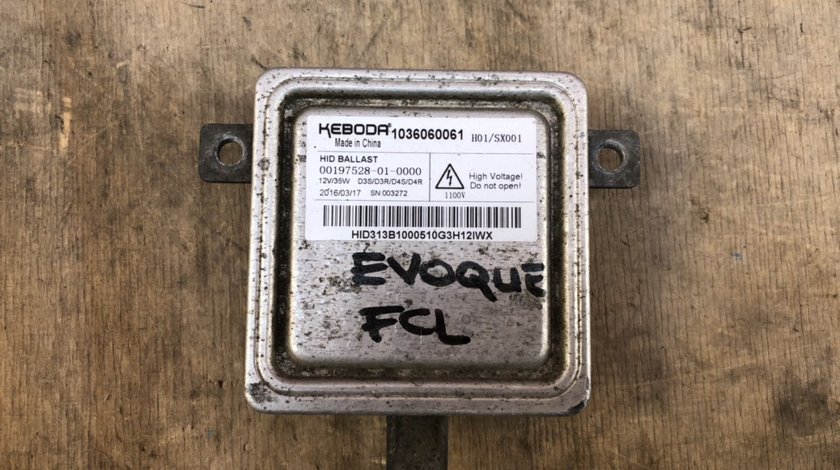 KEBODA® 1036060061 H01/SX001
Made in China
HID BALLAST
00197528-01-0000
12V/35W D3S/D3R/D4S/D4R
2016/03/17 SN:003272
High Voltage!
Do not open!
1100V
HID313B1000510G3H12IWX
EVOQUE
FCL